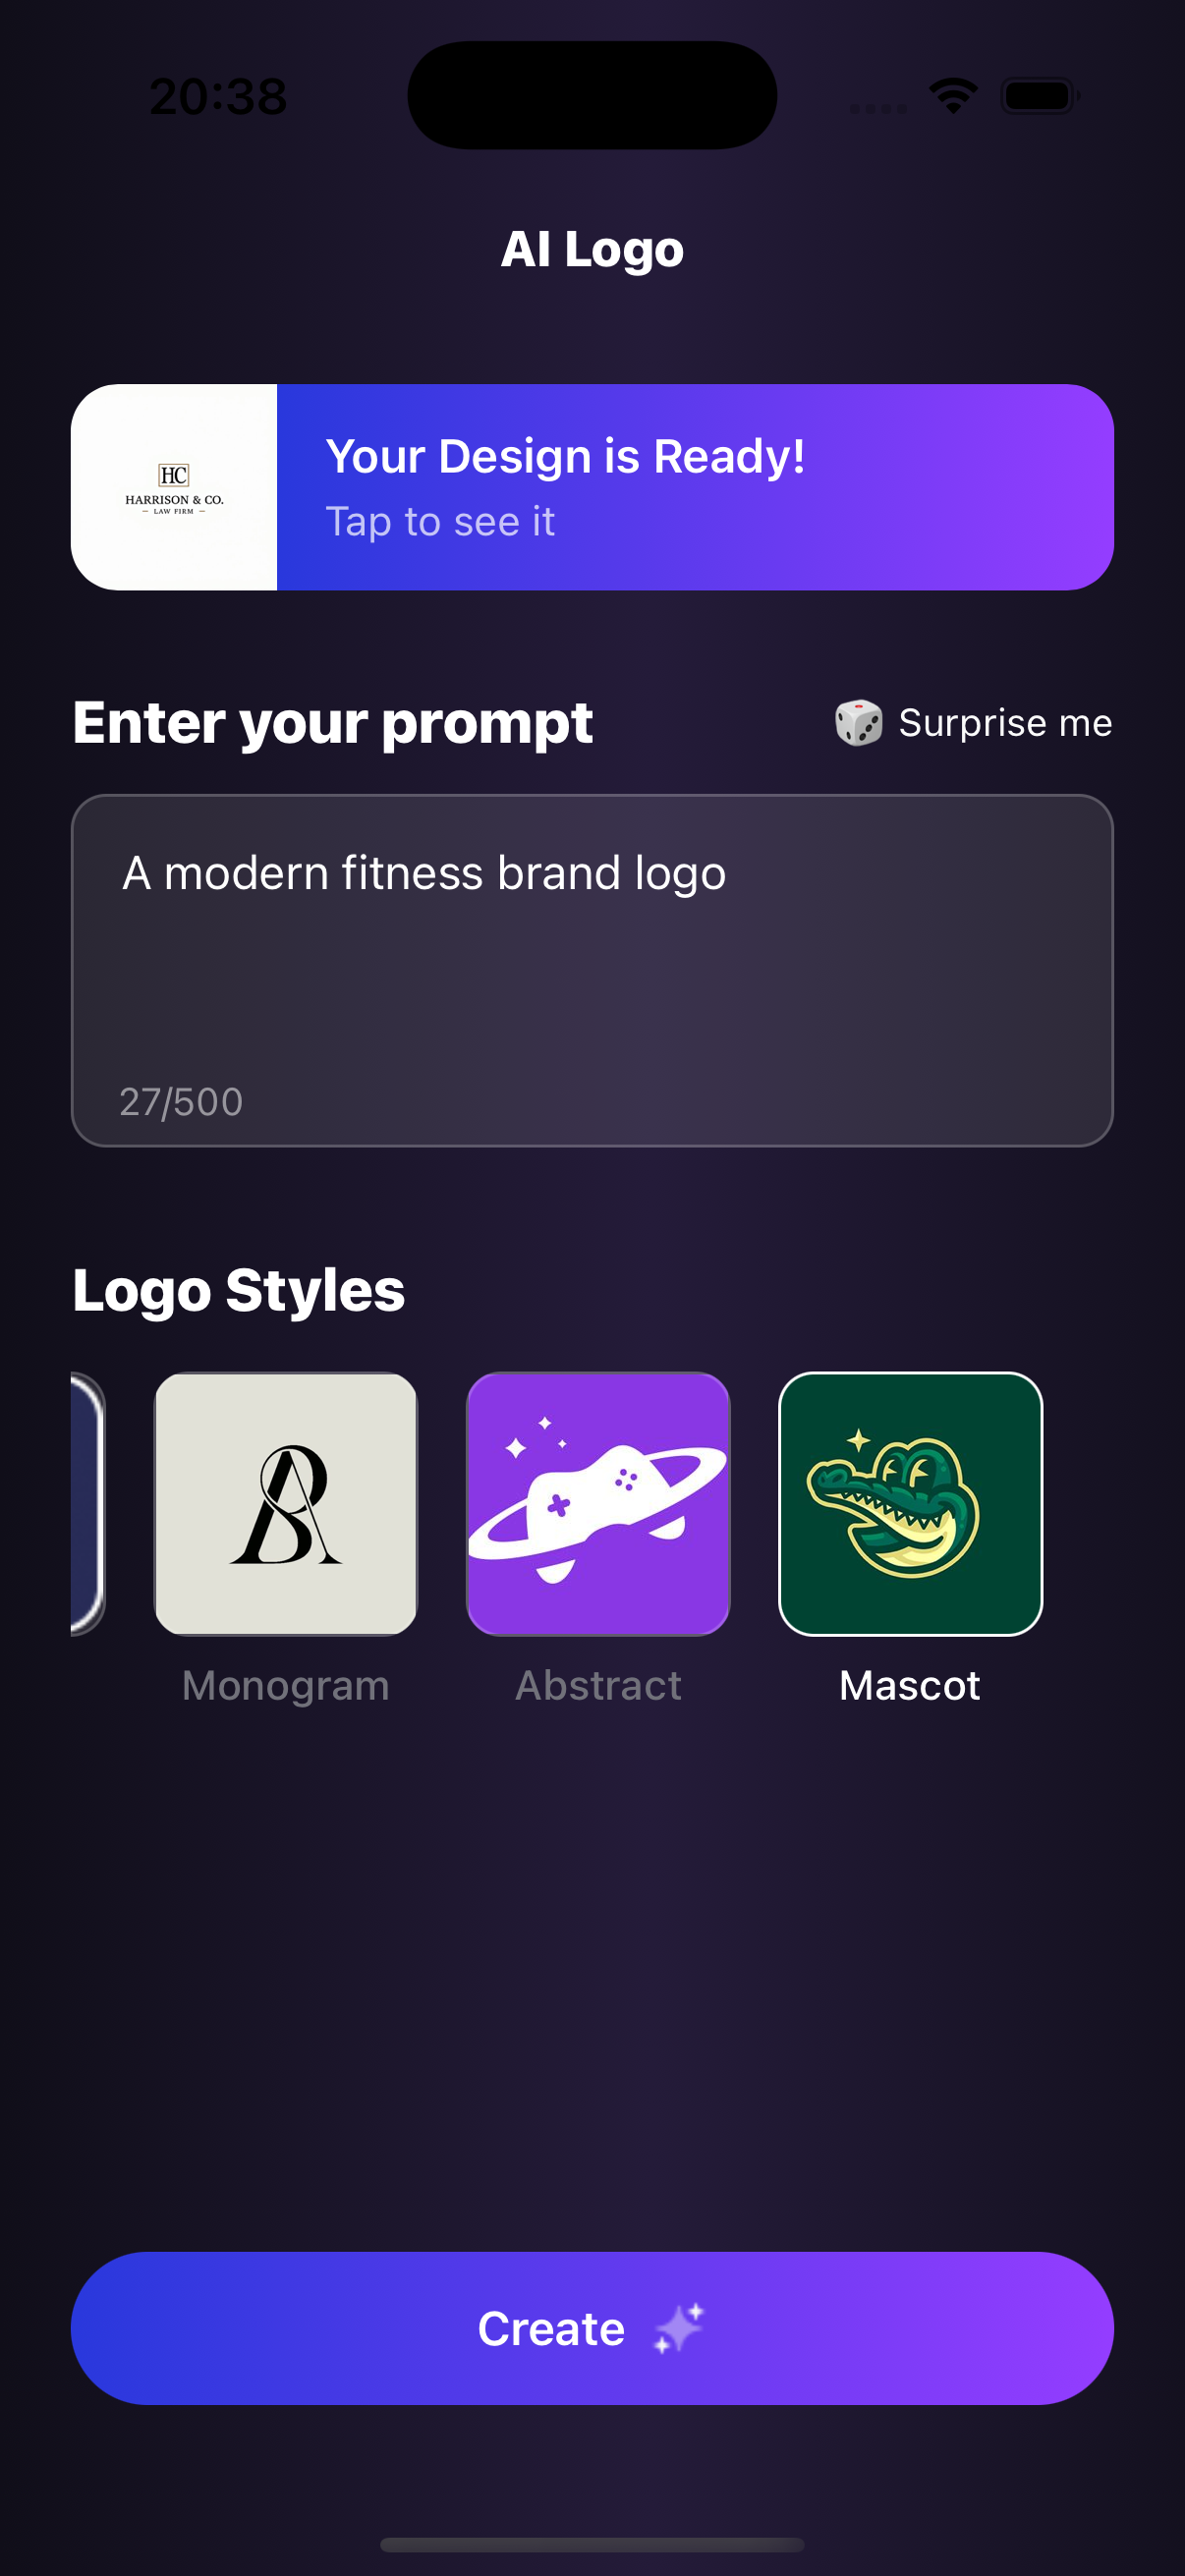 20:38
AI Logo
HC
HARRISON & CO.
— LAW FIRM —
Your Design is Ready!
Tap to see it
Enter your prompt
🎲 Surprise me
A modern fitness brand logo
27/500
Logo Styles
Monogram
Abstract
Mascot
Create